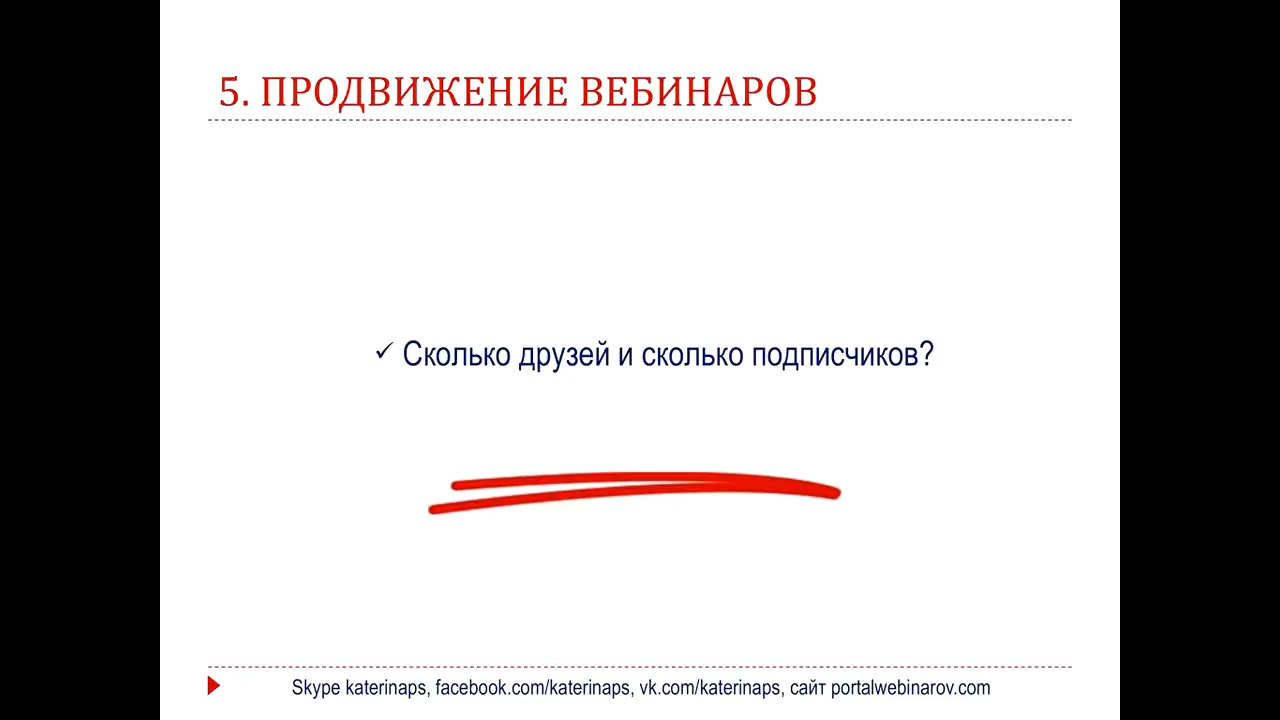 5. ПРОДВИЖЕНИЕ ВЕБИНАРОВ
✓ Сколько друзей и сколько подписчиков?
Skype katerinaps, facebook.com/katerinaps, vk.com/katerinaps, сайт portalwebinarov.com